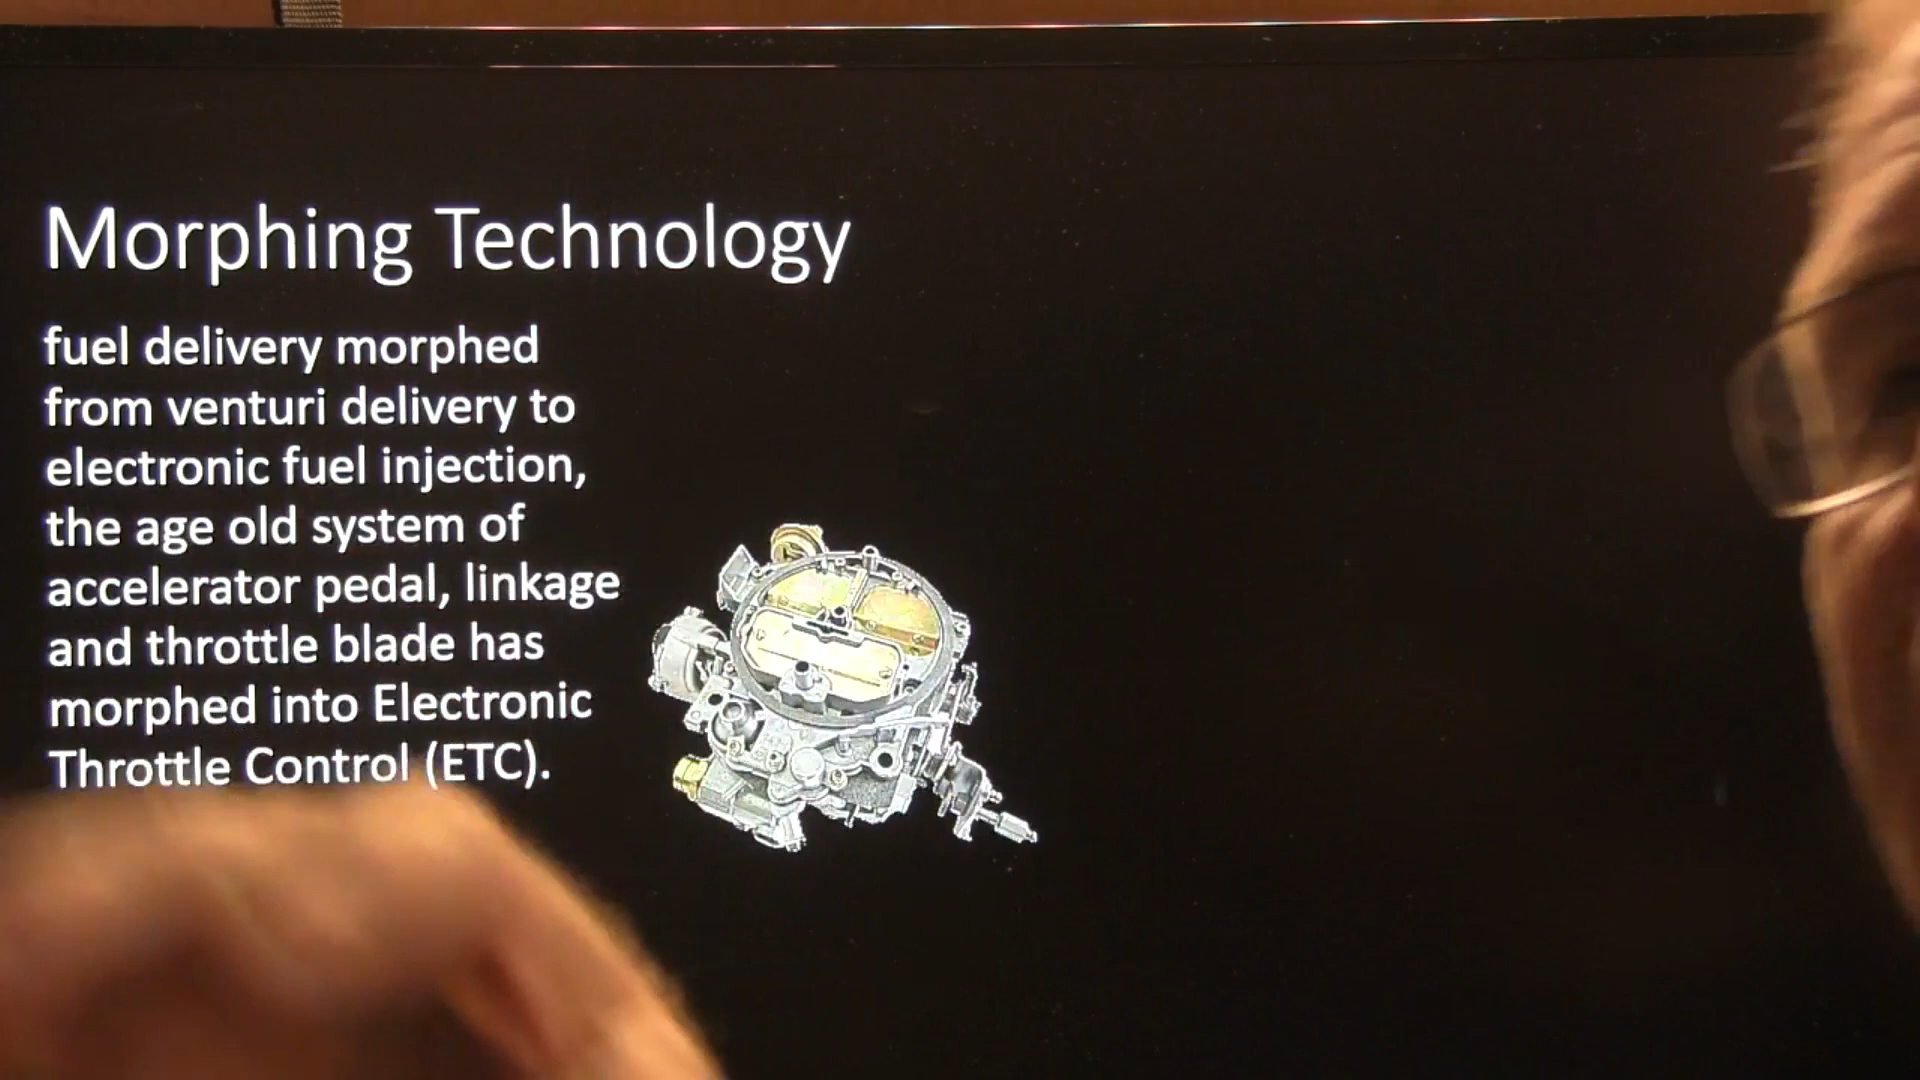 Morphing Technology
fuel delivery morphed
from venturi delivery to
electronic fuel injection,
the age old system of
accelerator pedal, linkage
and throttle blade has
morphed into Electronic
Throttle Control (ETC).